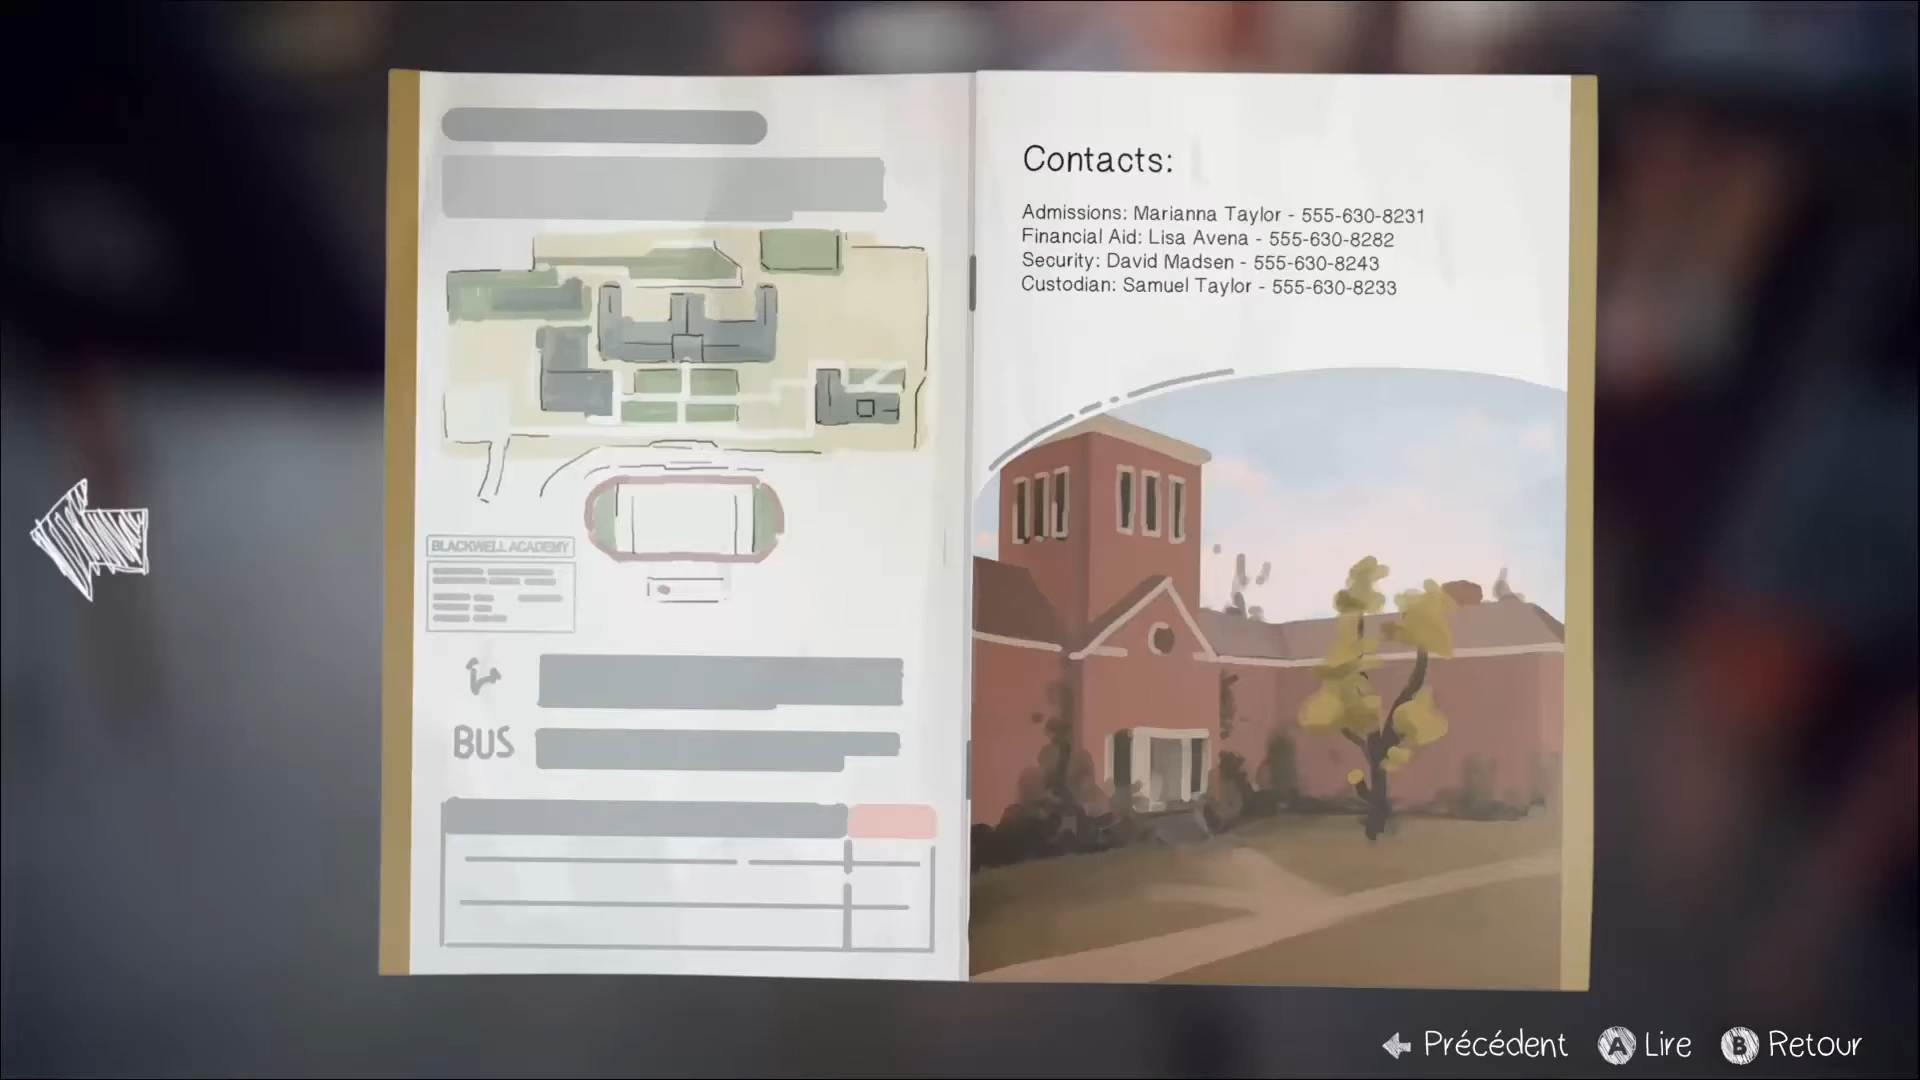 BLACKWELL ACADEMY
BUS
Contacts:
Admissions: Marianna Taylor - 555-630-8231
Financial Aid: Lisa Avena - 555-630-8282
Security: David Madsen - 555-630-8243
Custodian: Samuel Taylor - 555-630-8233
Précédent A Lire B Retour